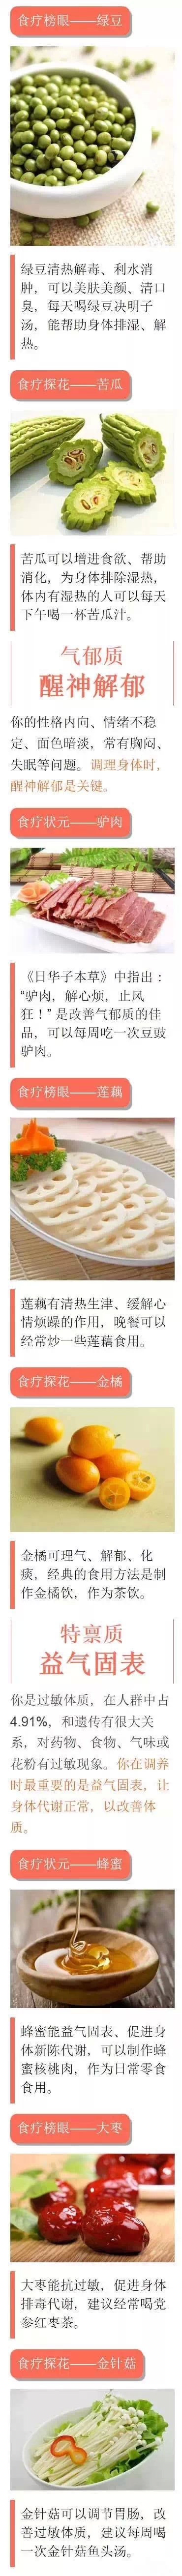 食疗榜眼——绿豆
绿豆清热解毒、利水消
肿，可以美肤美颜、清口
臭，每天喝绿豆决明子
汤，能帮助身体排湿、解
热。
食疗探花——苦瓜
苦瓜可以增进食欲、帮助
消化，为身体排除湿热，
体内有湿热的人可以每天
下午喝一杯苦瓜汁。
气郁质
醒神解郁
你的性格内向、情绪不稳
定、面色暗淡，常有胸闷、
失眠等问题。调理身体时，
醒神解郁是关键。
食疗状元——驴肉
《日华子本草》中指出：
“驴肉，解心烦，止风
狂！” 是改善气郁质的佳
品，可以每周吃一次豆豉
驴肉。
食疗榜眼——莲藕
莲藕有清热生津、缓解心
情烦躁的作用，晚餐可以
经常炒一些莲藕食用。
食疗探花——金橘
金橘可理气、解郁、化
痰，经典的食用方法是制
作金橘饮，作为茶饮。
特禀质
益气固表
你是过敏体质，在人群中占
4.91%，和遗传有很大关
系，对药物、食物、气味或
花粉有过敏现象。你在调养
时最重要的是益气固表，让
身体代谢正常，以改善体
质。
食疗状元——蜂蜜
蜂蜜能益气固表、促进身
体新陈代谢，可以制作蜂
蜜核桃肉，作为日常零食
食用。
食疗榜眼——大枣
大枣能抗过敏，促进身体
排毒代谢，建议经常喝党
参红枣茶。
食疗探花——金针菇
金针菇可以调节胃肠，改
善过敏体质，建议每周喝
一次金针菇鱼头汤。